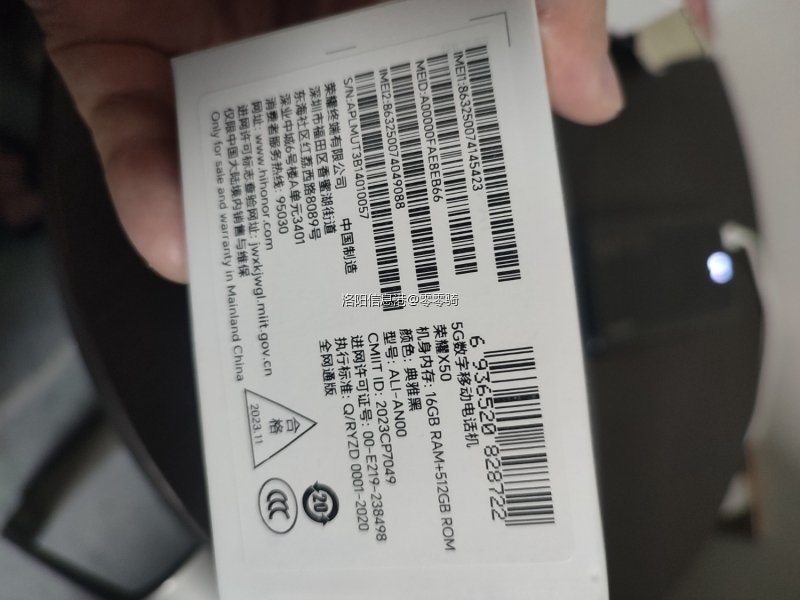 IMEI1:863250074145423
MEID:A00000FAE8EB66
IMEI2:863250074049088
S/N:APLMUT3B14010057
荣耀终端有限公司 中国制造
深圳市福田区香蜜湖街道
东海社区红荔西路8089号
深业中城6号楼A单元3401
消费者服务热线: 95030
网址: www.hihonor.com
进网许可标志查验网址: jwxkjwgl.miit.gov.cn
仅限中国大陆境内销售与维保
Only for sale and warranty in Mainland China
6 936520 828722
5G数字移动电话机
荣耀X50
机身内存: 16GB RAM+512GB ROM
颜色: 典雅黑
型号: ALI-AN00
CMIIT ID: 2023CP7049
进网许可证号: 00-E219-238498
执行标准: Q/RYZD 0001-2020
全网通版
合格
2023.11
20
CCC
洛阳信息港@零零骑